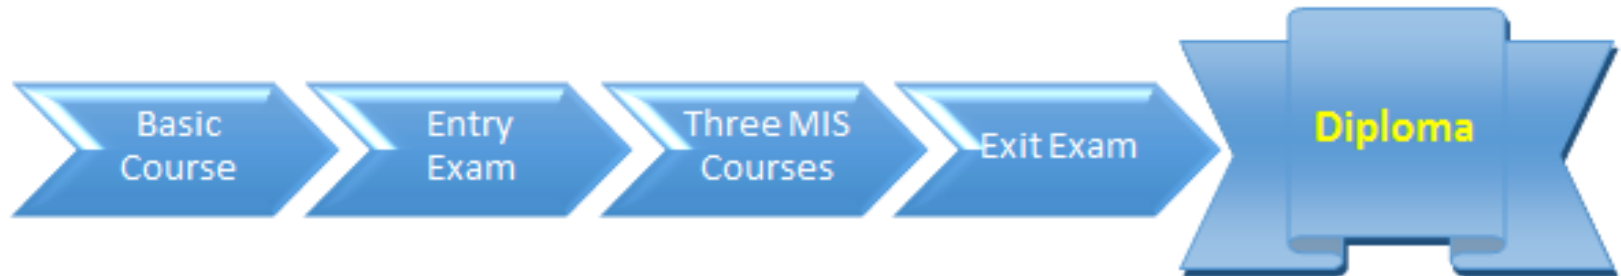 Basic
Course
Entry
Exam
Three MIS
Courses
Exit Exam
Diploma